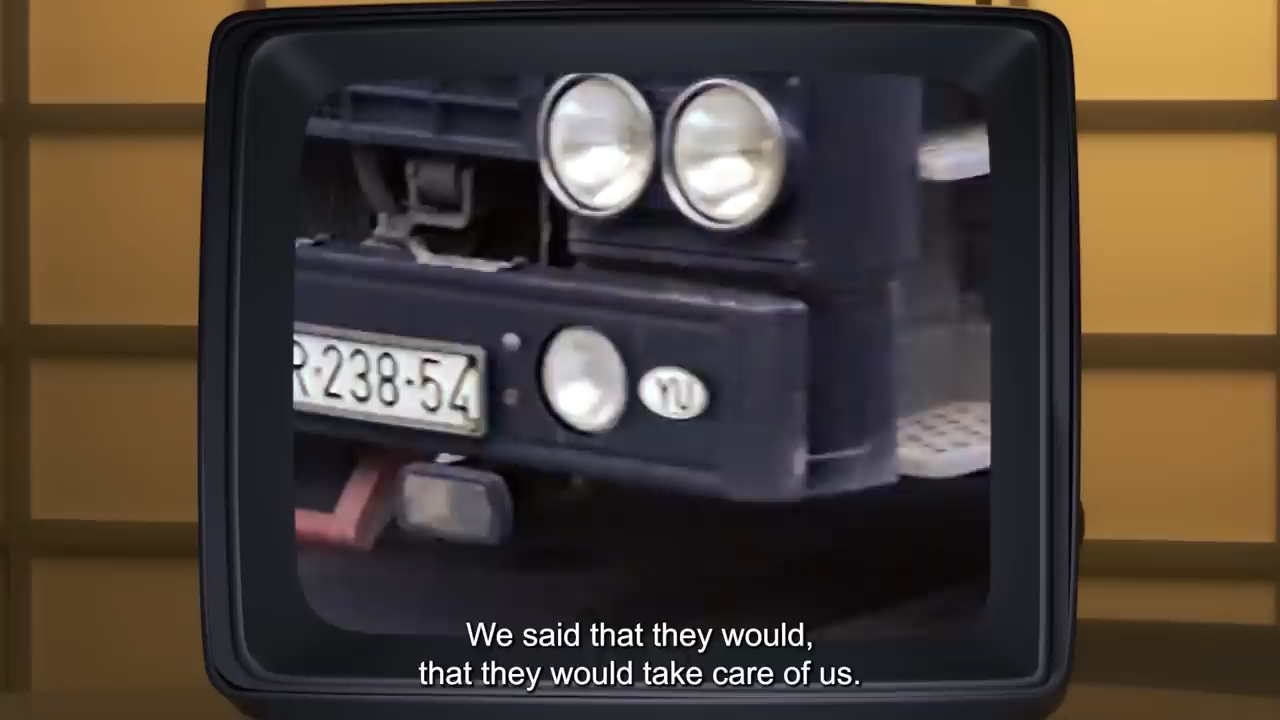 R·238·54
YU
We said that they would,
that they would take care of us.